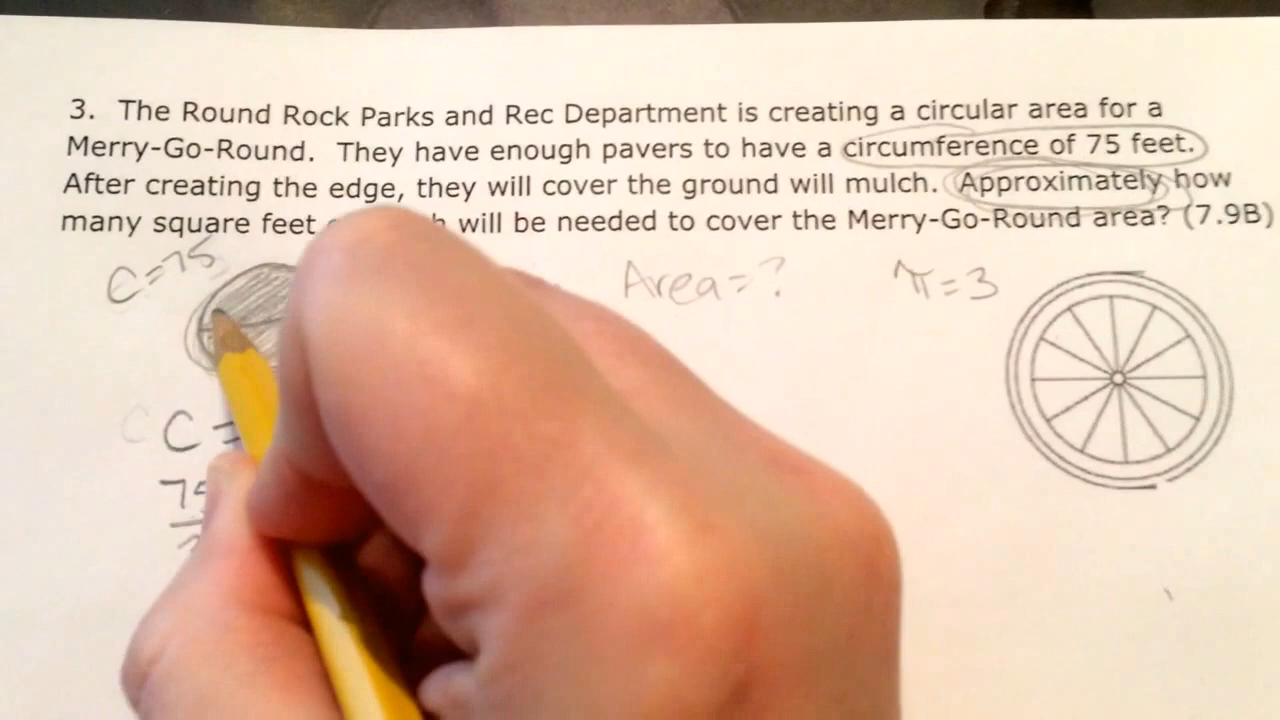 3. The Round Rock Parks and Rec Department is creating a circular area for a
Merry-Go-Round. They have enough pavers to have a circumference of 75 feet.
After creating the edge, they will cover the ground will mulch. Approximately how
many square feet will be needed to cover the Merry-Go-Round area? (7.9B)
C=75 Area=? π=3
C =
75